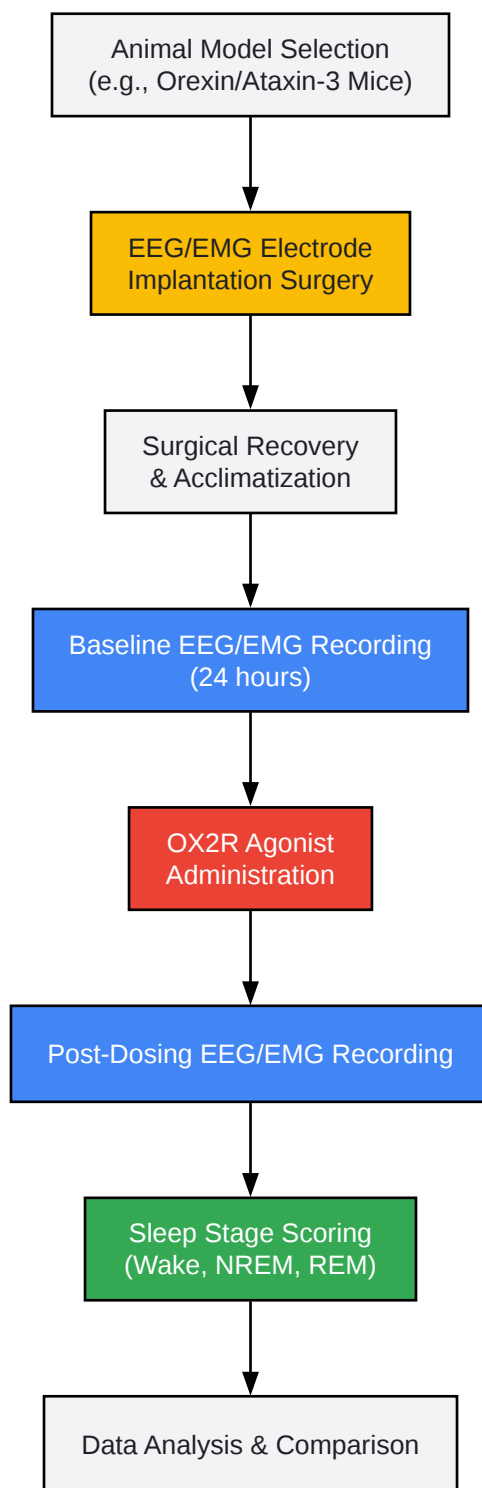 Animal Model Selection
(e.g., Orexin/Ataxin-3 Mice)
EEG/EMG Electrode
Implantation Surgery
Surgical Recovery
& Acclimatization
Baseline EEG/EMG Recording
(24 hours)
OX2R Agonist
Administration
Post-Dosing EEG/EMG Recording
Sleep Stage Scoring
(Wake, NREM, REM)
Data Analysis & Comparison